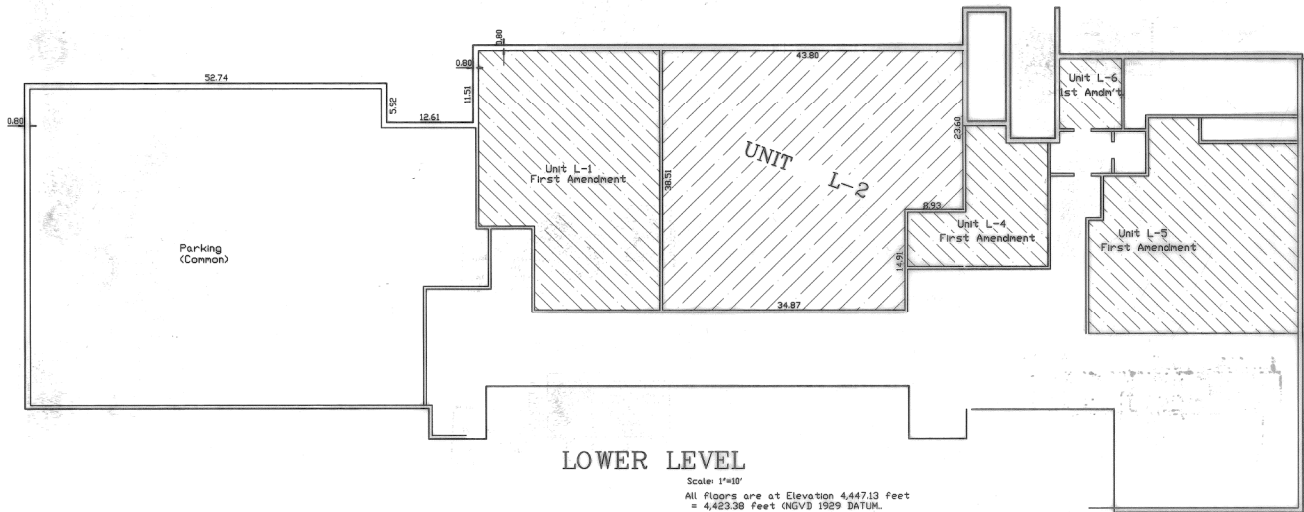 0.80
52.74
0.80
43.80
Unit L-6
1st Amdm't.
5.52
11.51
12.61
0.80
23.60
UNIT
L-2
Unit L-1
First Amendment
38.51
8.93
Unit L-4
First Amendment
Unit L-5
First Amendment
Parking
(Common)
14.91
34.87
LOWER LEVEL
Scale: 1"=10'
All floors are at Elevation 4,447.13 feet
= 4,423.38 feet (NGVD 1929 DATUM..